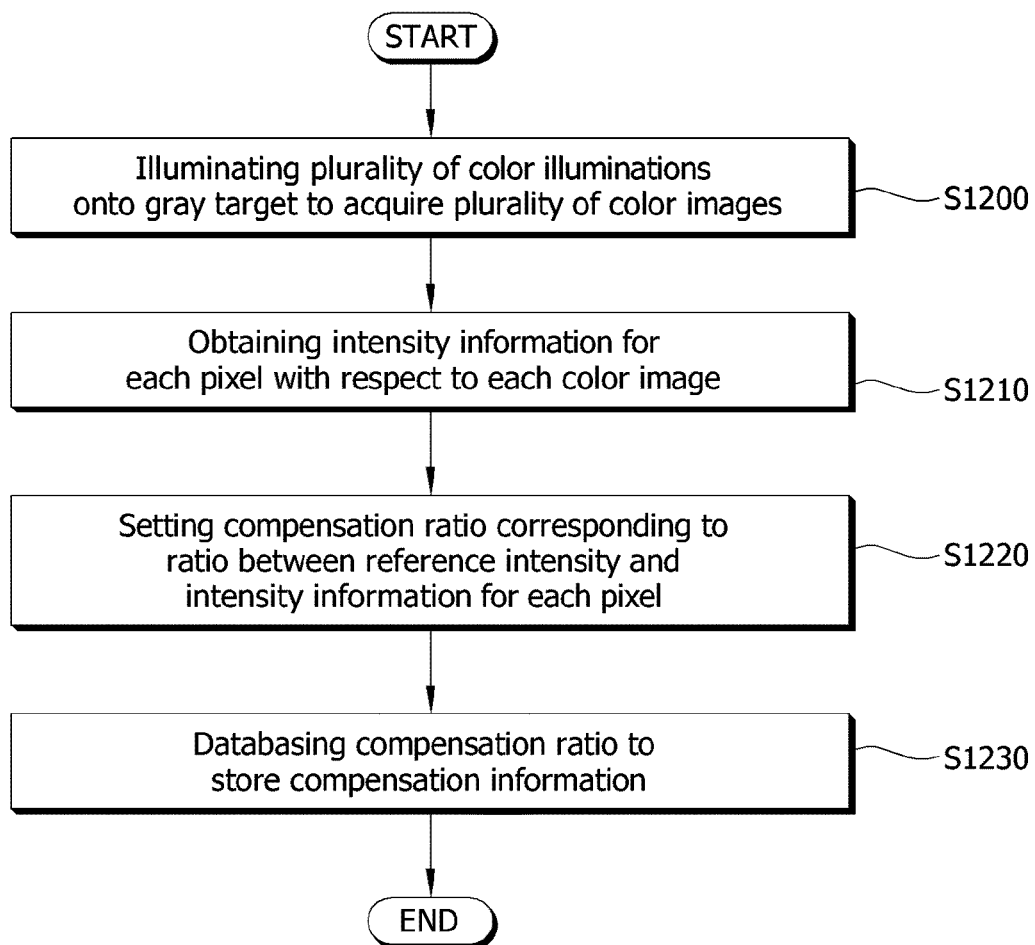 START
Illuminating plurality of color illuminations
onto gray target to acquire plurality of color images
S1200
Obtaining intensity information for
each pixel with respect to each color image
S1210
Setting compensation ratio corresponding to
ratio between reference intensity and
intensity information for each pixel
S1220
Databasing compensation ratio to
store compensation information
S1230
END